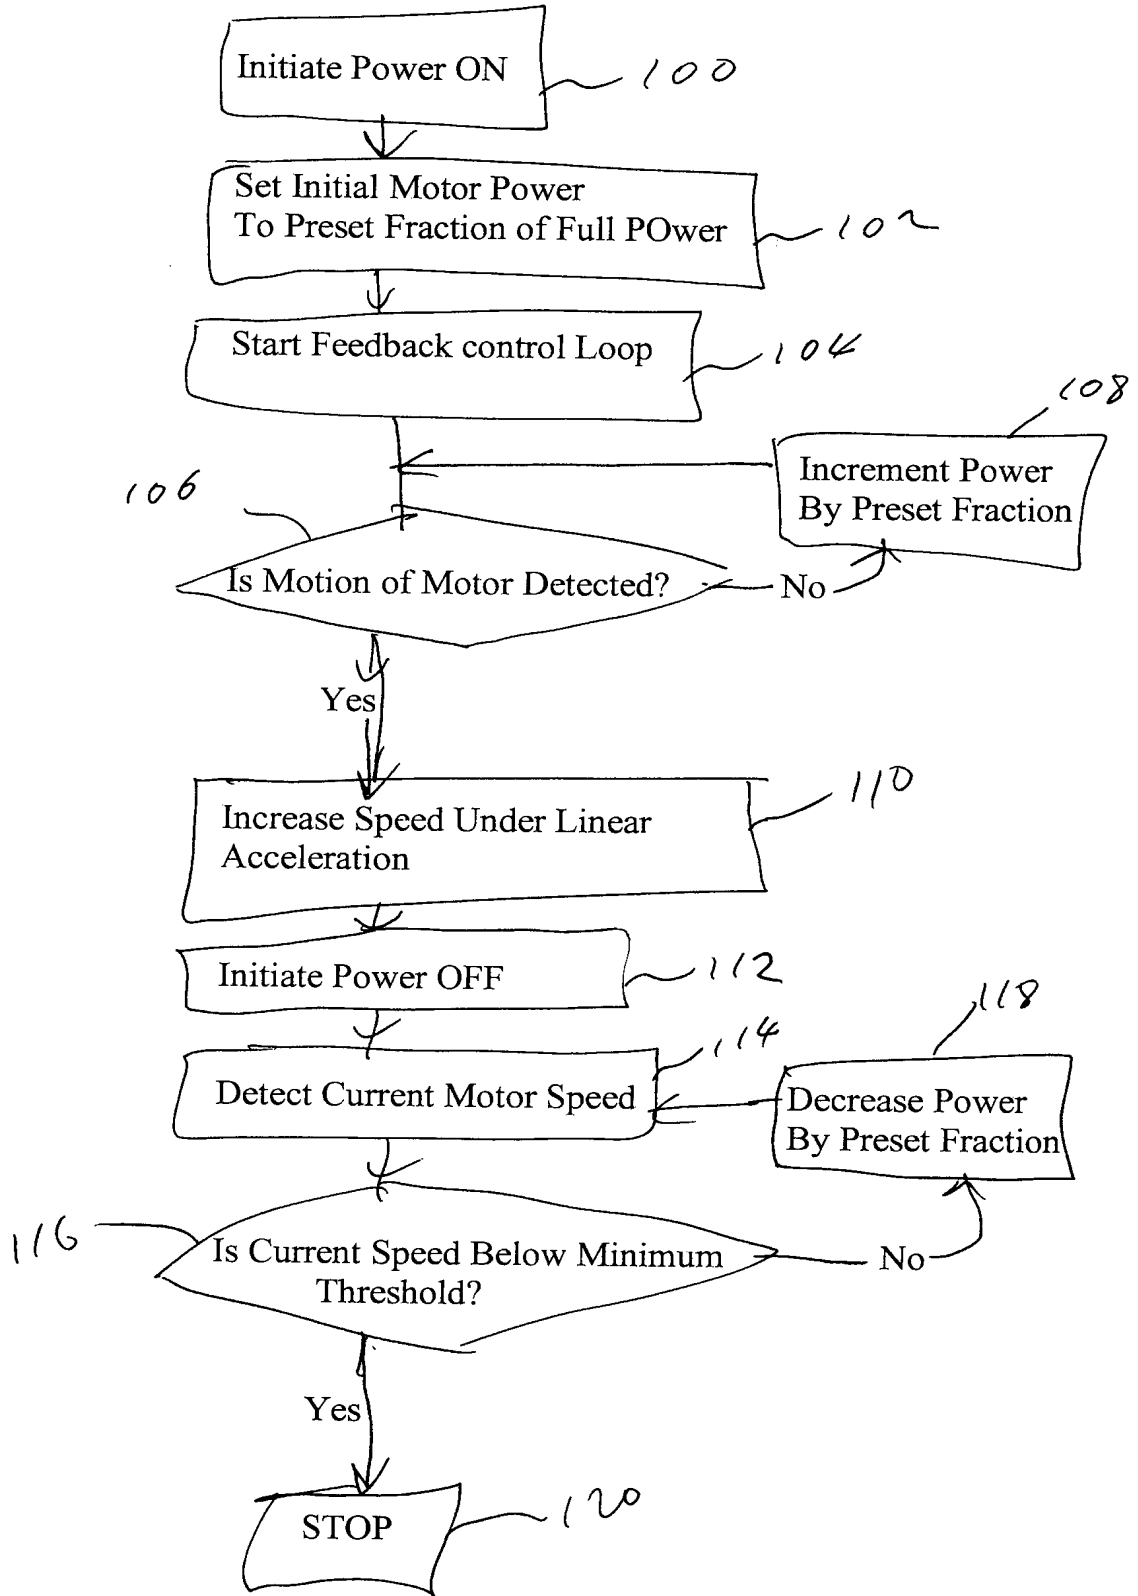 Initiate Power ON
100
Set Initial Motor Power
To Preset Fraction of Full POwer
102
Start Feedback control Loop
104
108
Increment Power
By Preset Fraction
106
Is Motion of Motor Detected?
No
Yes
110
Increase Speed Under Linear
Acceleration
Initiate Power OFF
112
114
118
Detect Current Motor Speed
Decrease Power
By Preset Fraction
116
Is Current Speed Below Minimum
Threshold?
No
Yes
STOP
120